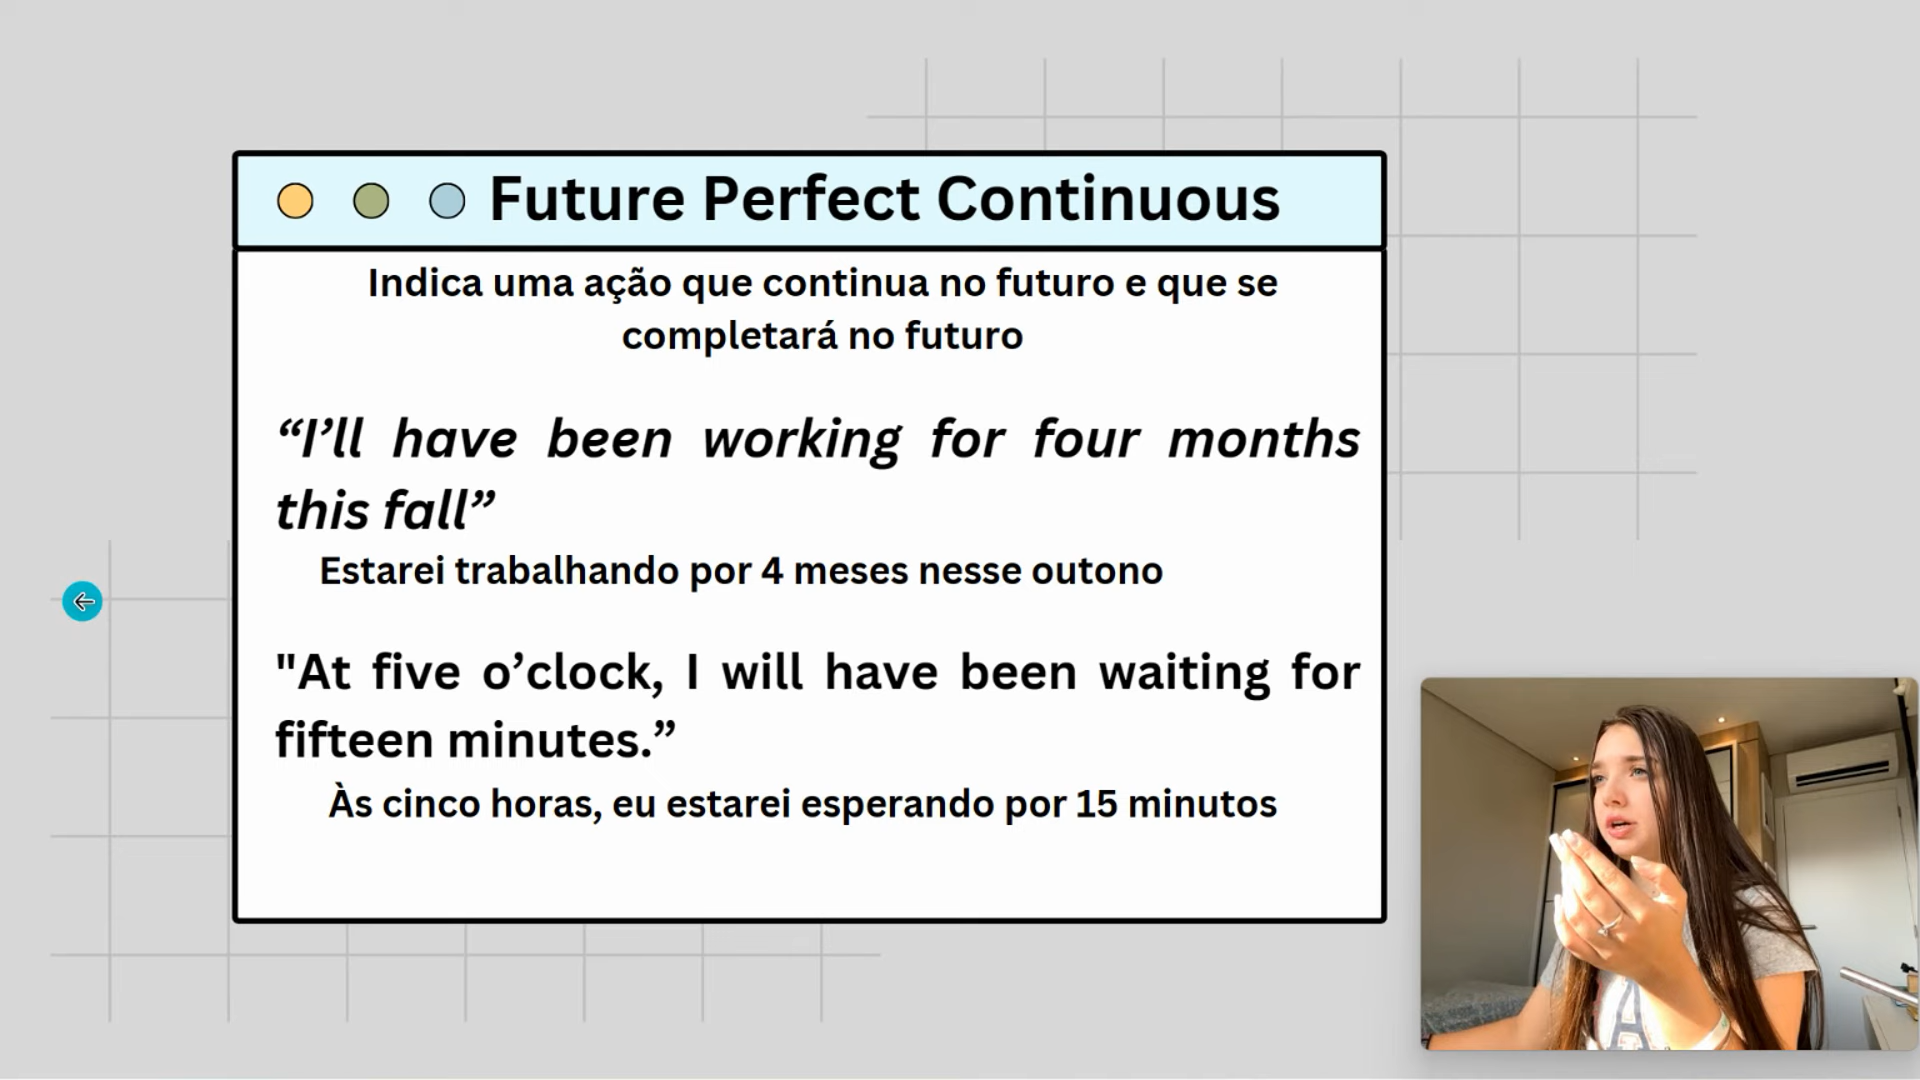 Future Perfect Continuous
Indica uma ação que continua no futuro e que se
completará no futuro
“I’ll have been working for four months
this fall”
Estarei trabalhando por 4 meses nesse outono
"At five o’clock, I will have been waiting for
fifteen minutes.”
Às cinco horas, eu estarei esperando por 15 minutos